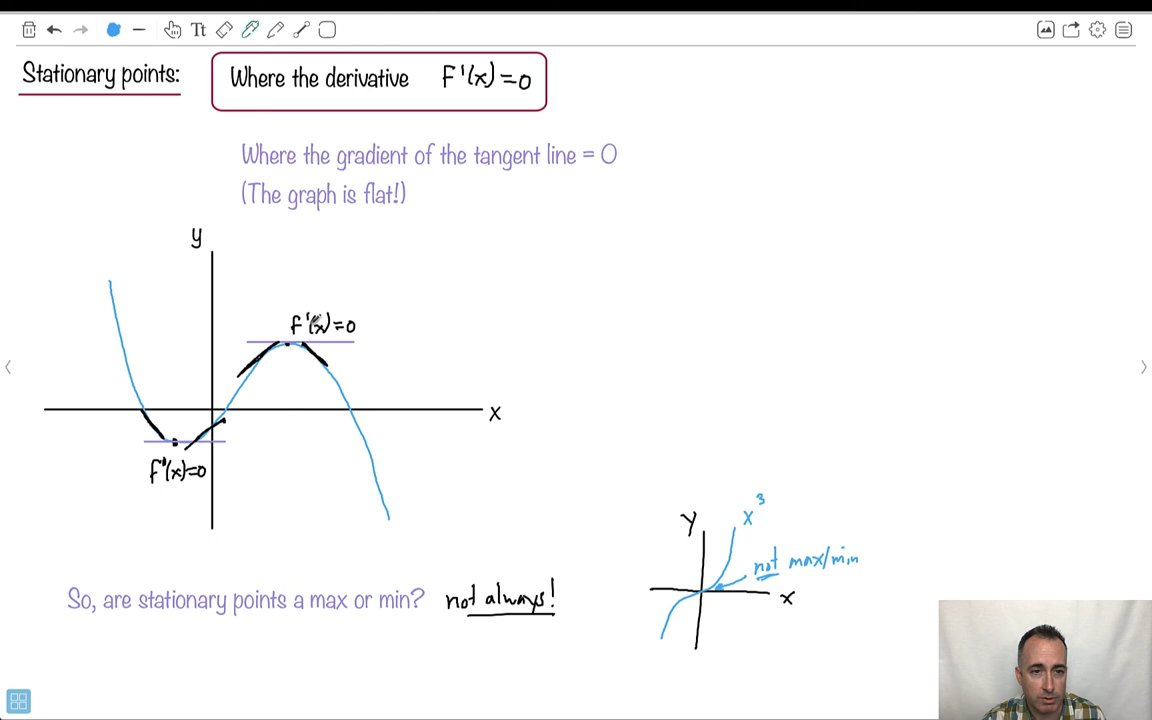 Tt
Stationary points:
Where the derivative F'(x)=0
Where the gradient of the tangent line = 0
(The graph is flat!)
y
F'(x)=0
x
F'(x)=0
x³
y
not max/min
x
So, are stationary points a max or min? not always!